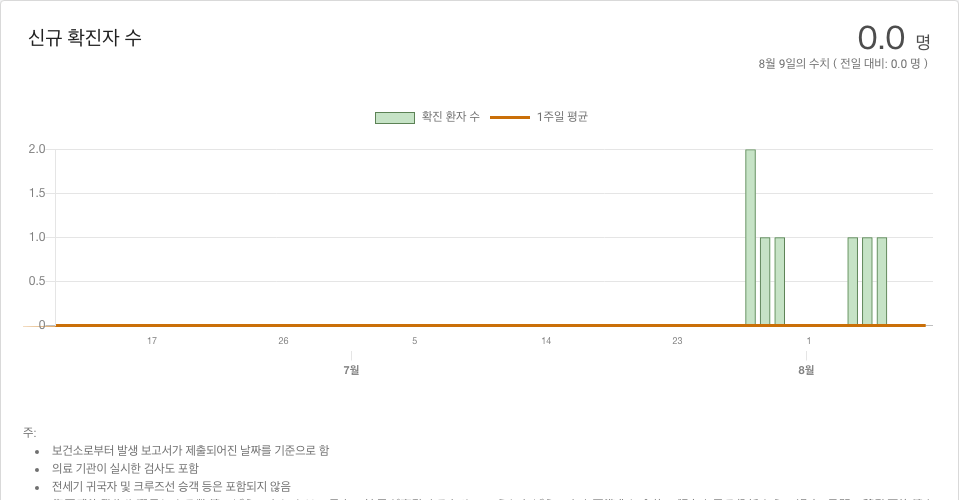 신규 확진자 수
0.0 명
8월 9일의 수치 ( 전일 대비: 0.0 명 )
확진 환자 수 1주일 평균
2.0
1.5
1.0
0.5
0
17 26 5 14 23 1
7월 8월
주:
보건소로부터 발생 보고서가 제출되어진 날짜를 기준으로 함
의료 기관이 실시한 검사도 포함
전세기 귀국자 및 크루즈선 승객 등은 포함되지 않음